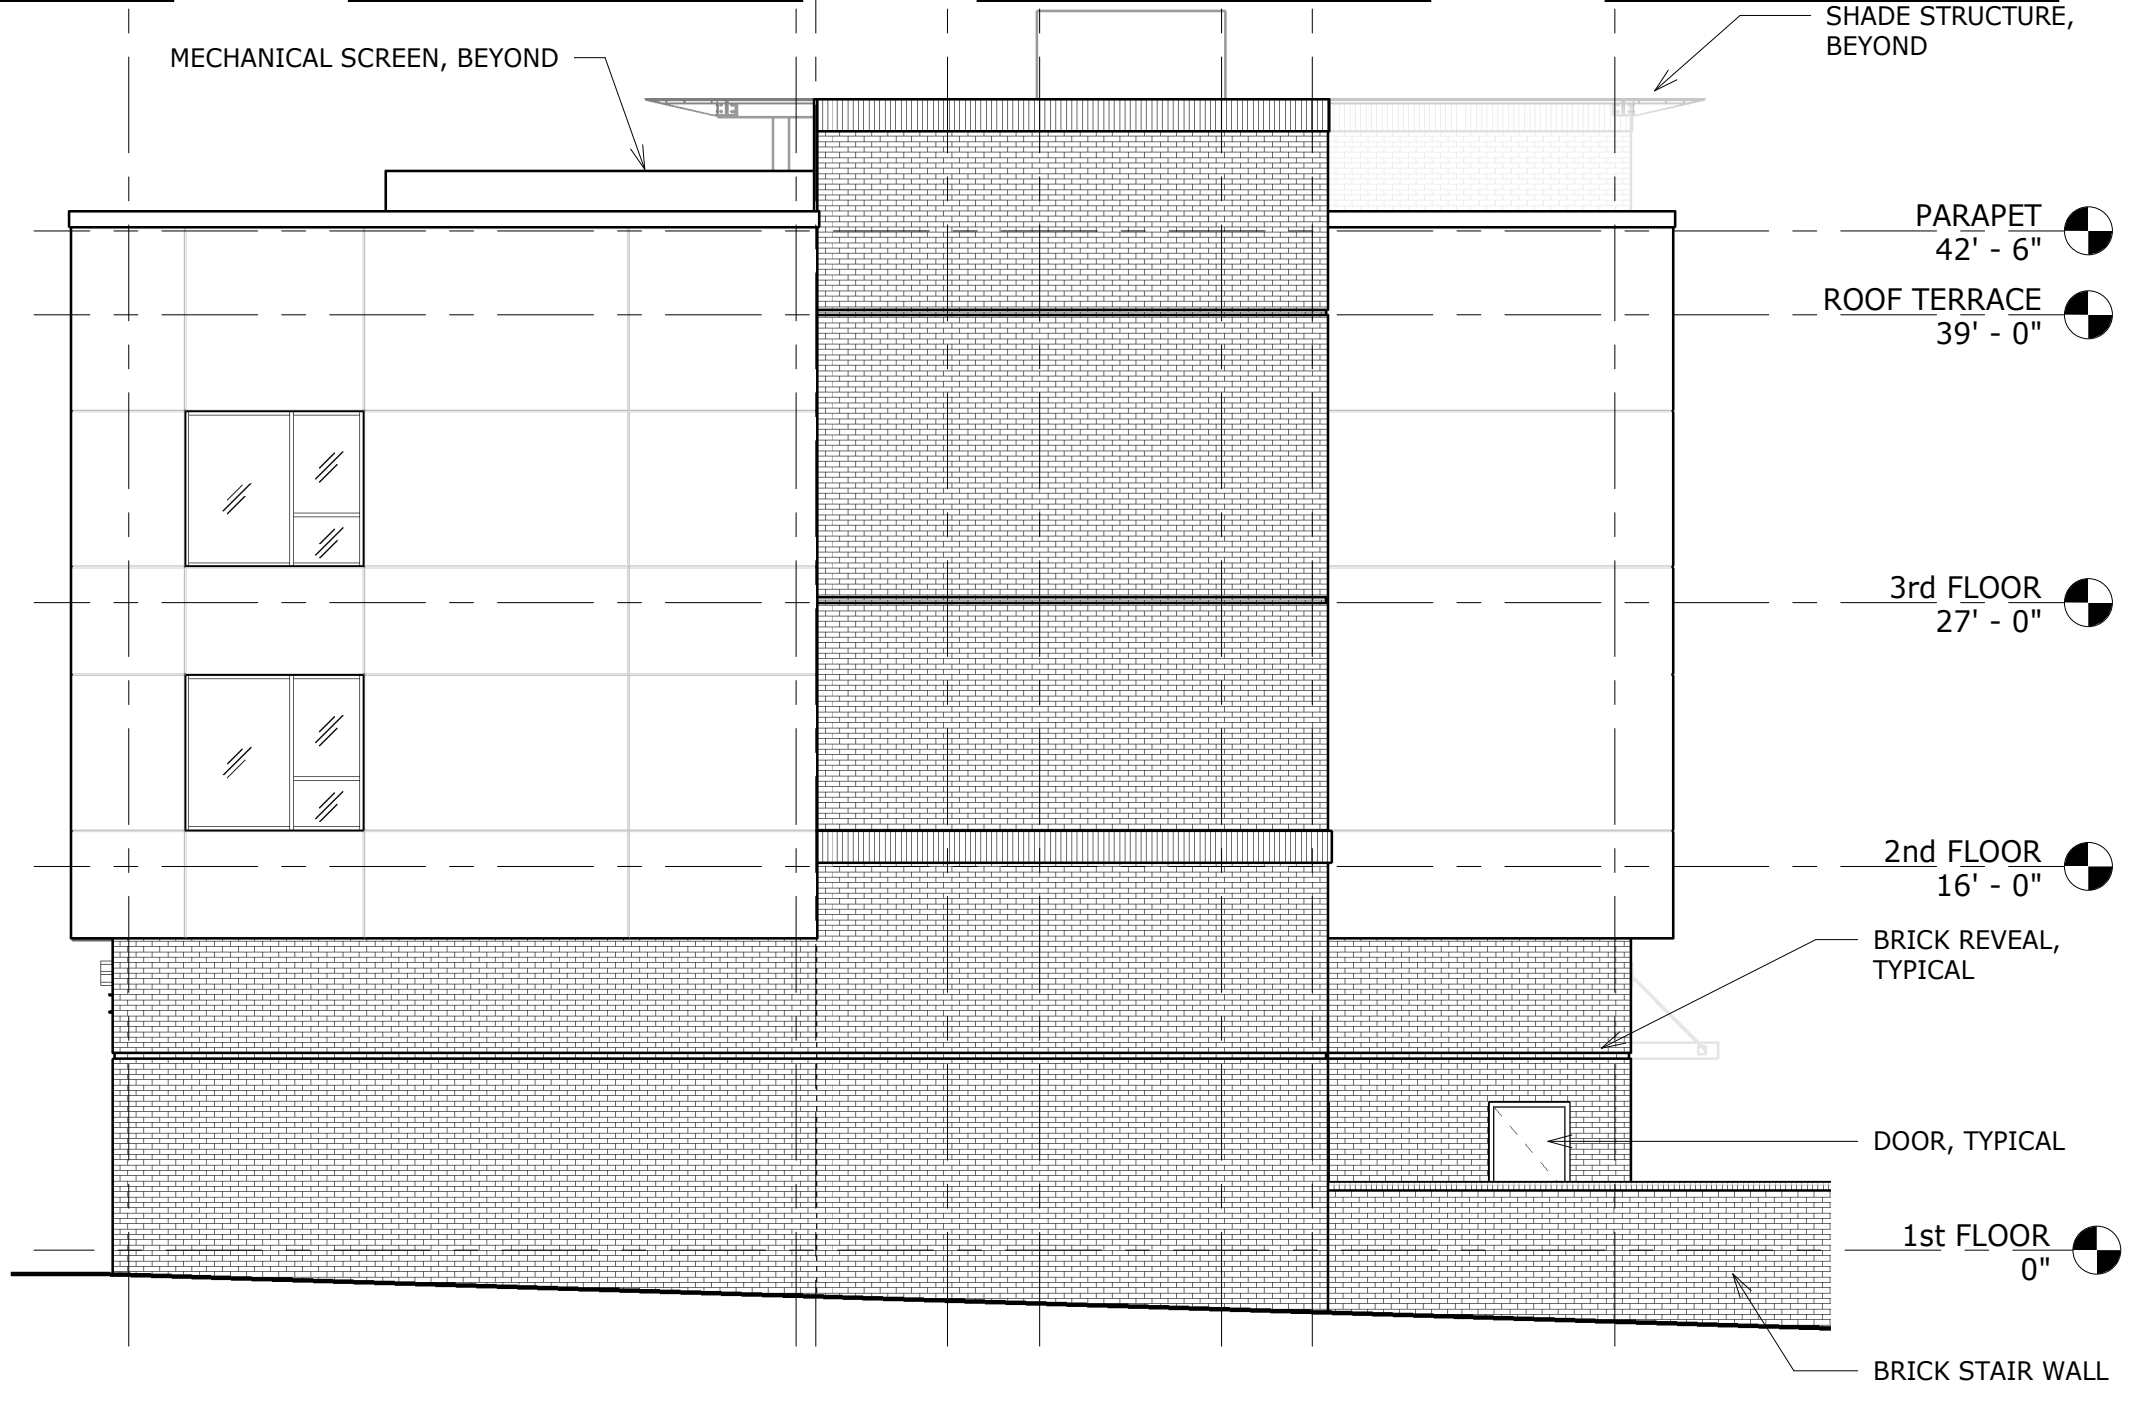 SHADE STRUCTURE,
BEYOND
MECHANICAL SCREEN, BEYOND
PARAPET
42' - 6"
ROOF TERRACE
39' - 0"
3rd FLOOR
27' - 0"
2nd FLOOR
16' - 0"
BRICK REVEAL,
TYPICAL
DOOR, TYPICAL
1st FLOOR
0"
BRICK STAIR WALL